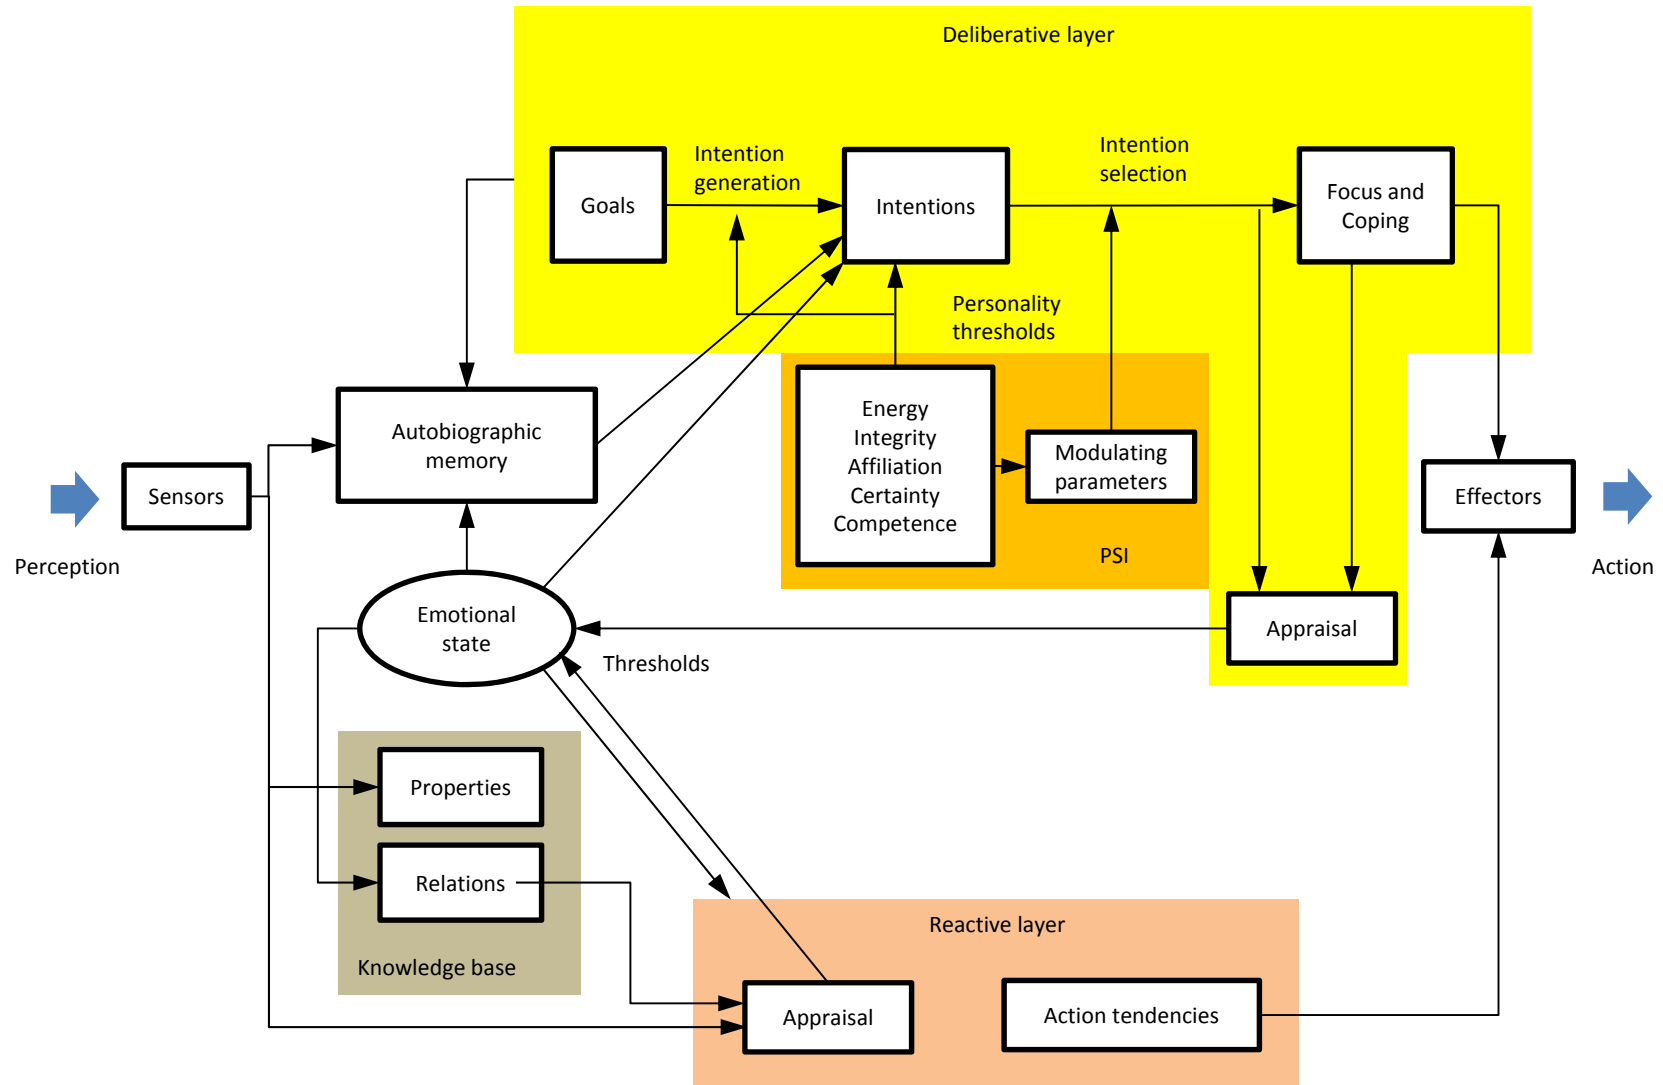 Deliberative layer
Goals
Intention
generation
Intentions
Intention
selection
Focus and
Coping
Personality
thresholds
Autobiographic
memory
Energy
Integrity
Affiliation
Certainty
Competence
Modulating
parameters
PSI
Sensors
Perception
Effectors
Action
Emotional
state
Thresholds
Appraisal
Properties
Relations
Knowledge base
Reactive layer
Appraisal
Action tendencies